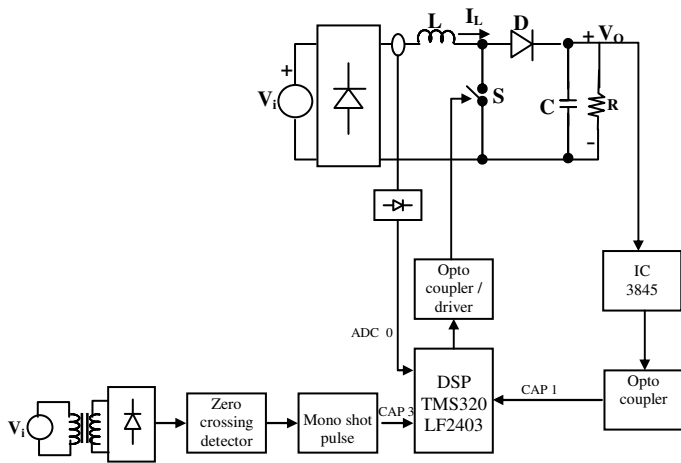 L
I_L
D
+ V_O
+
V_i
S
C
R
-
IC
3845
Opto
coupler /
driver
ADC 0
DSP
TMS320
LF2403
CAP 1
Opto
coupler
V_i
Zero
crossing
detector
Mono shot
pulse
CAP 3